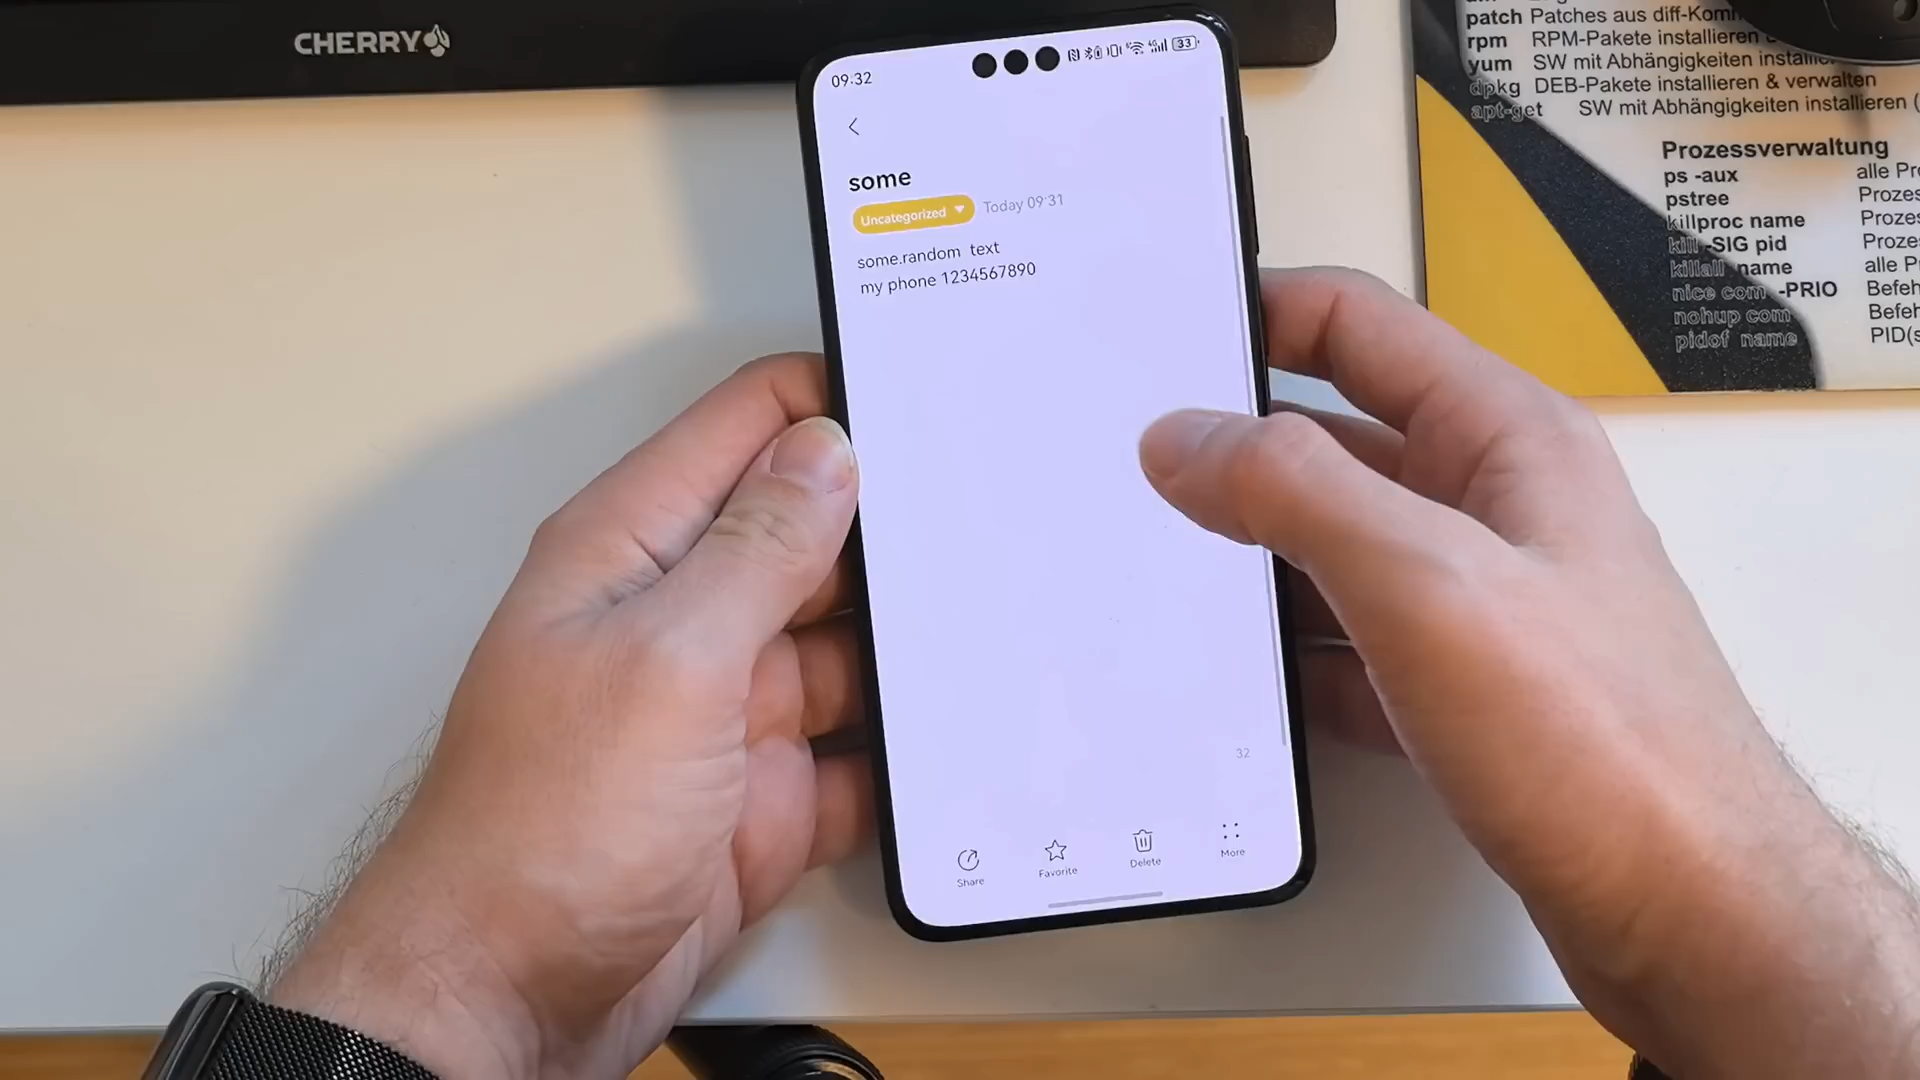 CHERRY
09.32
33
some
Uncategorized Today 09:31
some.random text
my phone 1234567890
32
Share
Favorite
Delete
More
patch Patches aus diff-Komm
rpm RPM-Pakete installieren
yum SW mit Abhängigkeiten installie
dpkg DEB-Pakete installieren & verwalten
apt-get SW mit Abhängigkeiten installieren (
Prozessverwaltung
ps -aux alle Pr
pstree Prozes
killproc name Prozes
kill -SIG pid Prozes
killall name alle P
nice com -PRIO Befeh
nohup com Befeh
pidof name PID(s